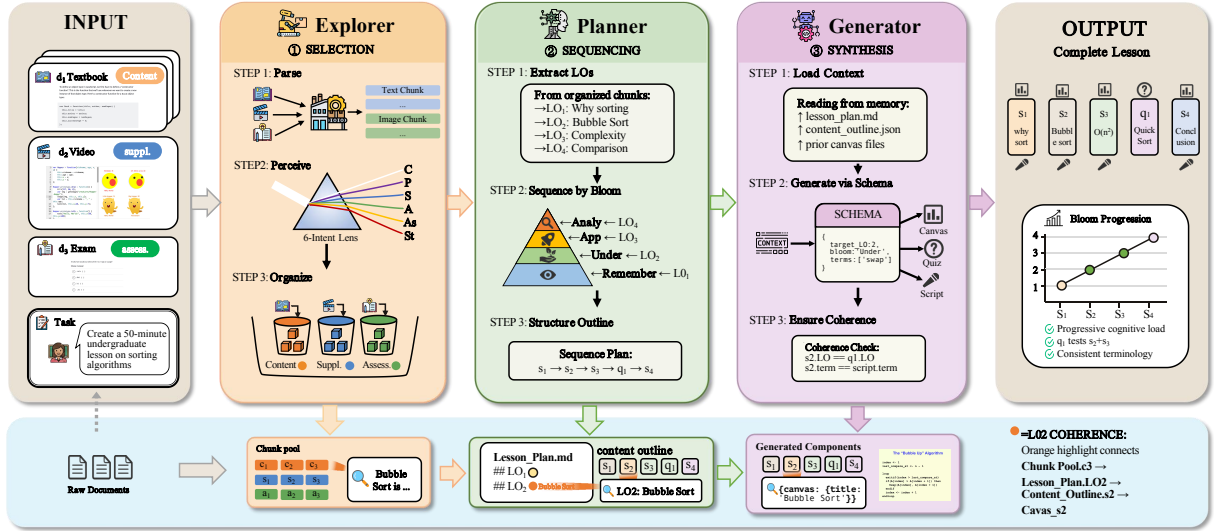 INPUT
d₁ Textbook
Content
d₂ Video
suppl.
d₃ Exam
assess.
Task
Create a 50-minute
undergraduate
lesson on sorting
algorithms
Explorer
① SELECTION
STEP 1: Parse
Text Chunk
...
Image Chunk
...
STEP2: Perceive
C
P
S
A
As
St
6-Intent Lens
STEP 3: Organize
Content
Suppl.
Assess.
Planner
② SEQUENCING
STEP 1: Extract LOs
From organized chunks:
→LO₁: Why sorting
→LO₂: Bubble Sort
→LO₃: Complexity
→LO₄: Comparison
STEP 2: Sequence by Bloom
←Analy ← LO₄
←App ← LO₃
←Under ← LO₂
←Remember ← L0₁
STEP 3: Structure Outline
Sequence Plan:
s₁ → s₂ → s₃ → q₁ → s₄
Generator
③ SYNTHESIS
STEP 1: Load Context
Reading from memory:
↑ lesson_plan.md
↑ content_outline.json
↑ prior canvas files
STEP 2: Generate via Schema
CONTEXT
SCHEMA
{
target_LO:2,
bloom:'Under',
terms:['swap']
}
Canvas
Quiz
Script
STEP 3: Ensure Coherence
Coherence Check:
s2.LO == q1.LO
s2.term == script.term
OUTPUT
Complete Lesson
S₁
why
sort
S₂
Bubbl
e sort
S₃
O(n²)
q₁
Quick
Sort
S₄
Concl
usion
Bloom Progression
4
3
2
1
S₁
S₂
S₃
S₄
Progressive cognitive load
q₁ tests s₂+s₃
Consistent terminology
Raw Documents
Chunk pool
c₁ c₂ c₃
s₁ s₂ s₃
a₁ a₂ a₃
Bubble
Sort is ...
Lesson_Plan.md
## LO₁
## LO₂ Bubble Sort
content outline
s₁ s₂ s₃ q₁ s₄
LO2: Bubble Sort
Generated Components
s₁ s₂ s₃ q₁ s₄
{canvas: {title:
'Bubble Sort'}}
The "Bubble Up" Algorithm
=L02 COHERENCE:
Orange highlight connects
Chunk Pool.c3 →
Lesson_Plan.LO2 →
Content_Outline.s2 →
Cavas_s2